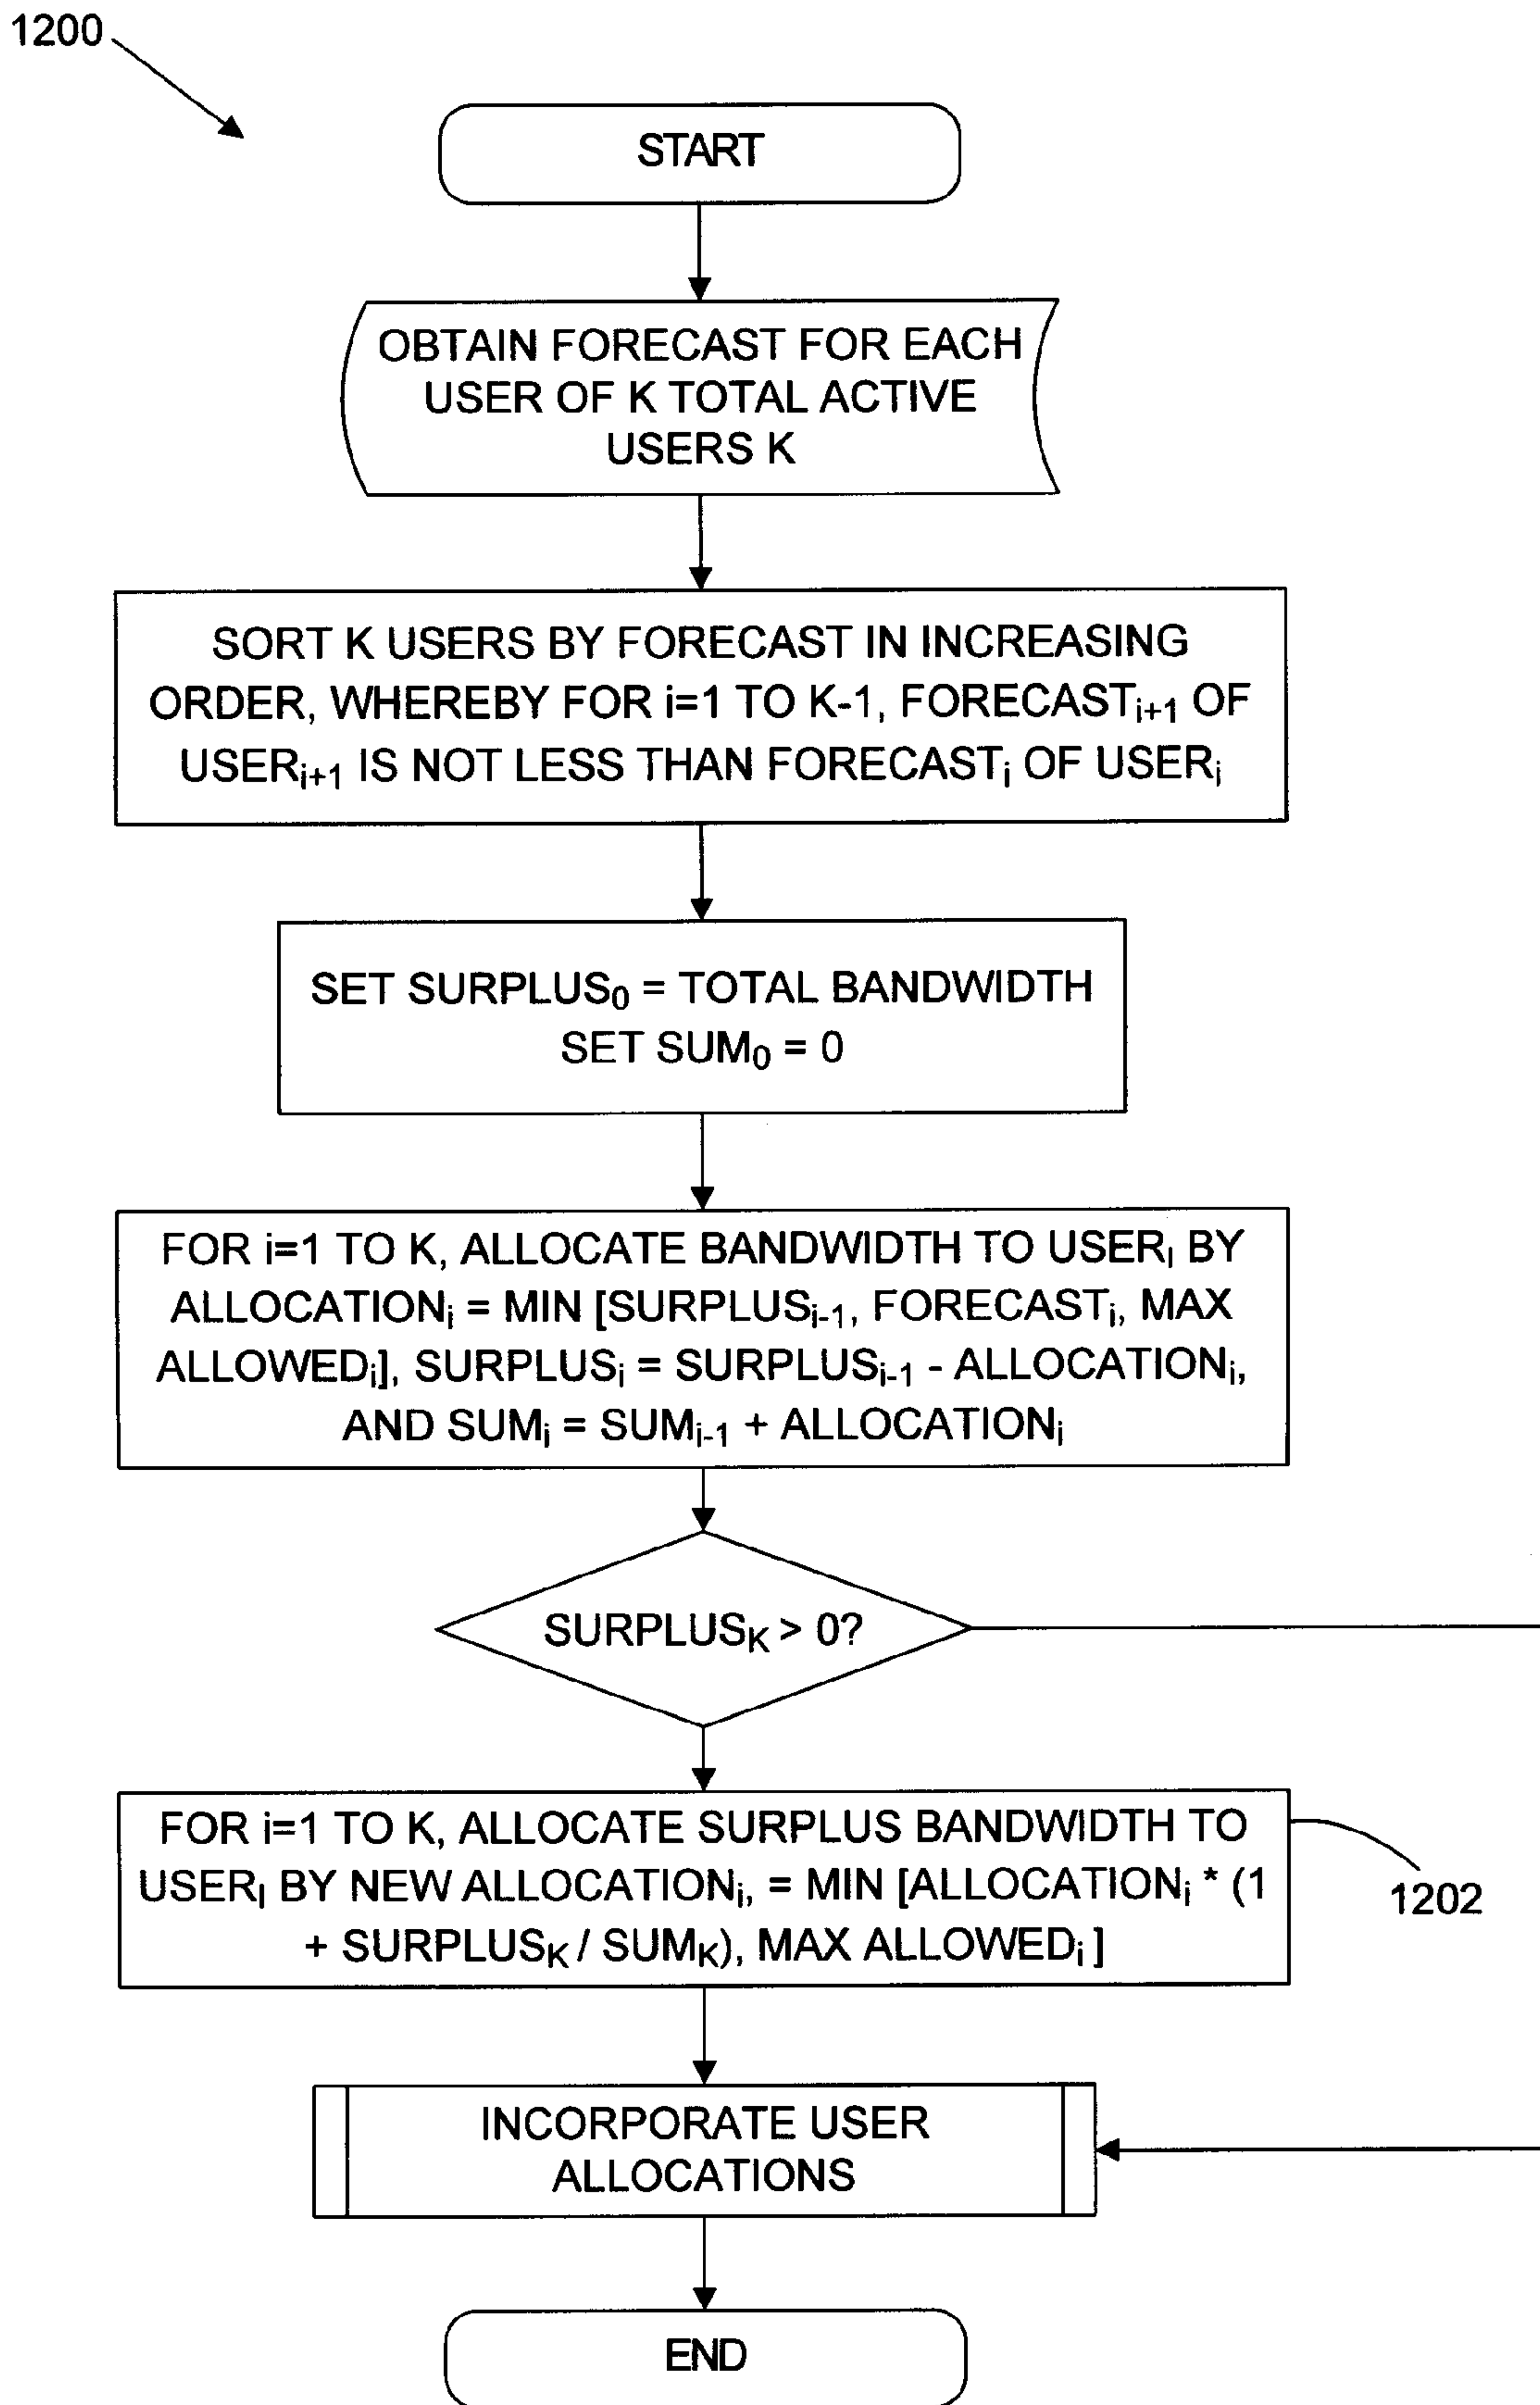 1200
START
OBTAIN FORECAST FOR EACH
USER OF K TOTAL ACTIVE
USERS K
SORT K USERS BY FORECAST IN INCREASING
ORDER, WHEREBY FOR i=1 TO K-1, FORECASTᵢ₊₁ OF
USERᵢ₊₁ IS NOT LESS THAN FORECASTᵢ OF USERᵢ
SET SURPLUS₀ = TOTAL BANDWIDTH
SET SUM₀ = 0
FOR i=1 TO K, ALLOCATE BANDWIDTH TO USERI BY
ALLOCATIONᵢ = MIN [SURPLUSᵢ₋₁, FORECASTᵢ, MAX
ALLOWEDᵢ], SURPLUSᵢ = SURPLUSᵢ₋₁ - ALLOCATIONᵢ,
AND SUMᵢ = SUMᵢ₋₁ + ALLOCATIONᵢ
SURPLUSK > 0?
FOR i=1 TO K, ALLOCATE SURPLUS BANDWIDTH TO
USERI BY NEW ALLOCATIONᵢ, = MIN [ALLOCATIONᵢ * (1
+ SURPLUSK / SUMK), MAX ALLOWEDᵢ ]
1202
INCORPORATE USER
ALLOCATIONS
END